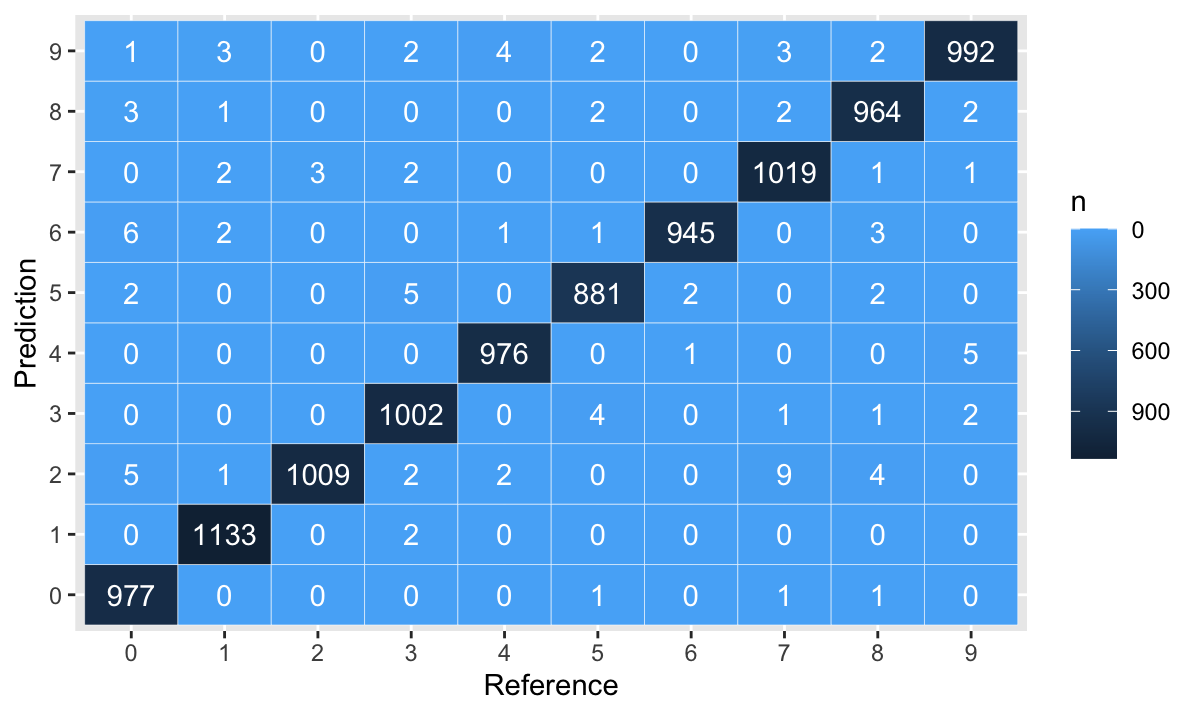 9 1 3 0 2 4 2 0 3 2 992
8 3 1 0 0 0 2 0 2 964 2
7 0 2 3 2 0 0 0 1019 1 1
6 6 2 0 0 1 1 945 0 3 0
5 2 0 0 5 0 881 2 0 2 0
4 0 0 0 0 976 0 1 0 0 5
3 0 0 0 1002 0 4 0 1 1 2
2 5 1 1009 2 2 0 0 9 4 0
1 0 1133 0 2 0 0 0 0 0 0
0 977 0 0 0 0 1 0 1 1 0
0 1 2 3 4 5 6 7 8 9
Reference
Prediction
n
0
300
600
900